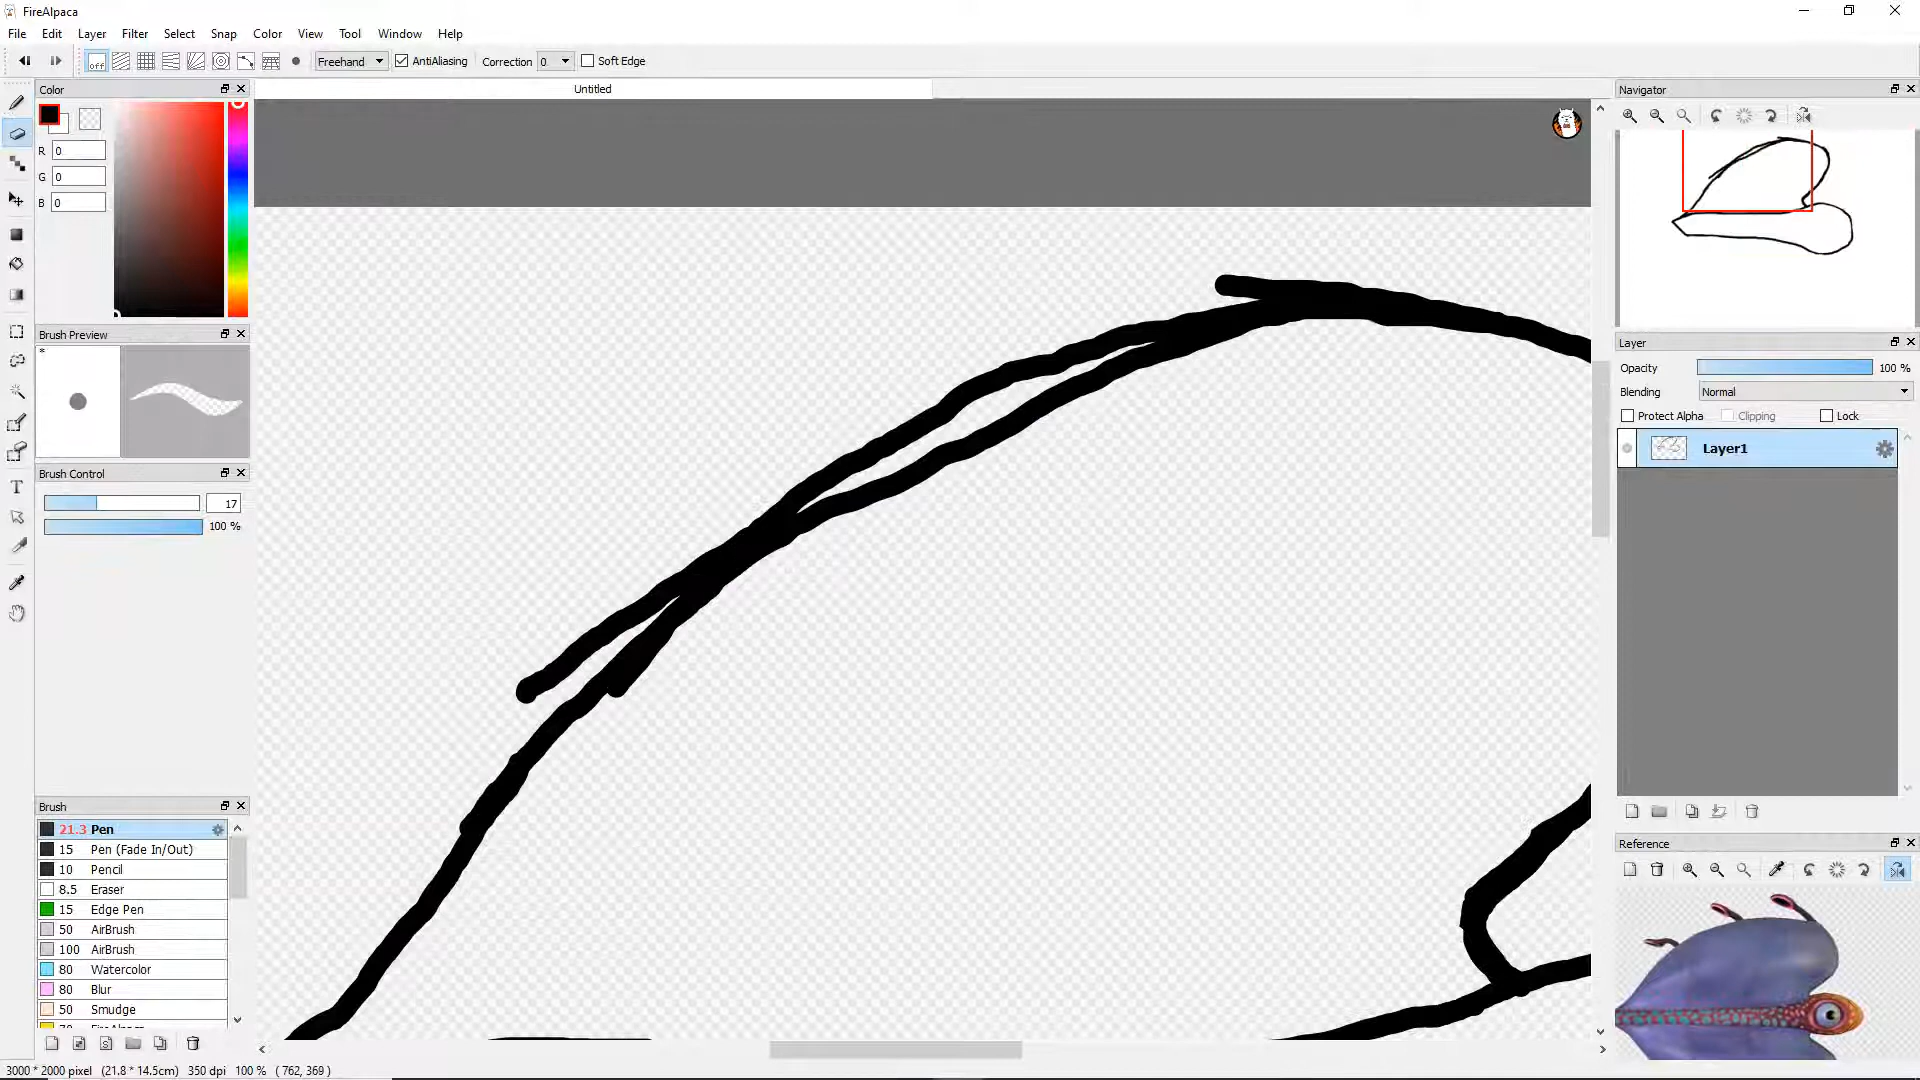 FireAlpaca
File Edit Layer Filter Select Snap Color View Tool Window Help
off Freehand AntiAliasing Correction 0 Soft Edge
Color
Untitled
Navigator
R 0
G 0
B 0
Brush Preview
*
Layer
Opacity 100 %
Blending Normal
Protect Alpha Clipping Lock
Layer1
Brush Control
17
100 %
Brush
21.3 Pen
15 Pen (Fade In/Out)
10 Pencil
8.5 Eraser
15 Edge Pen
50 AirBrush
100 AirBrush
80 Watercolor
80 Blur
50 Smudge
S
T
Reference
3000 * 2000 pixel (21.8 * 14.5cm) 350 dpi 100 % ( 762, 369 )